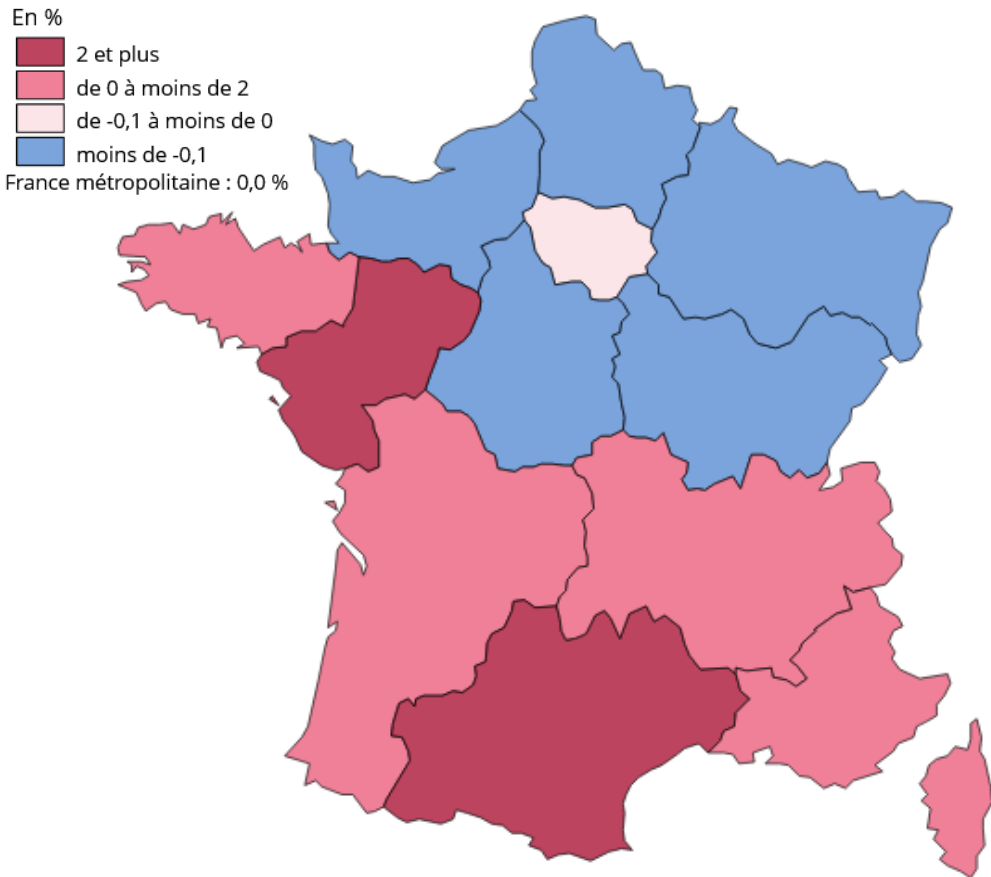 En %
2 et plus
de 0 à moins de 2
de -0,1 à moins de 0
moins de -0,1
France métropolitaine : 0,0 %